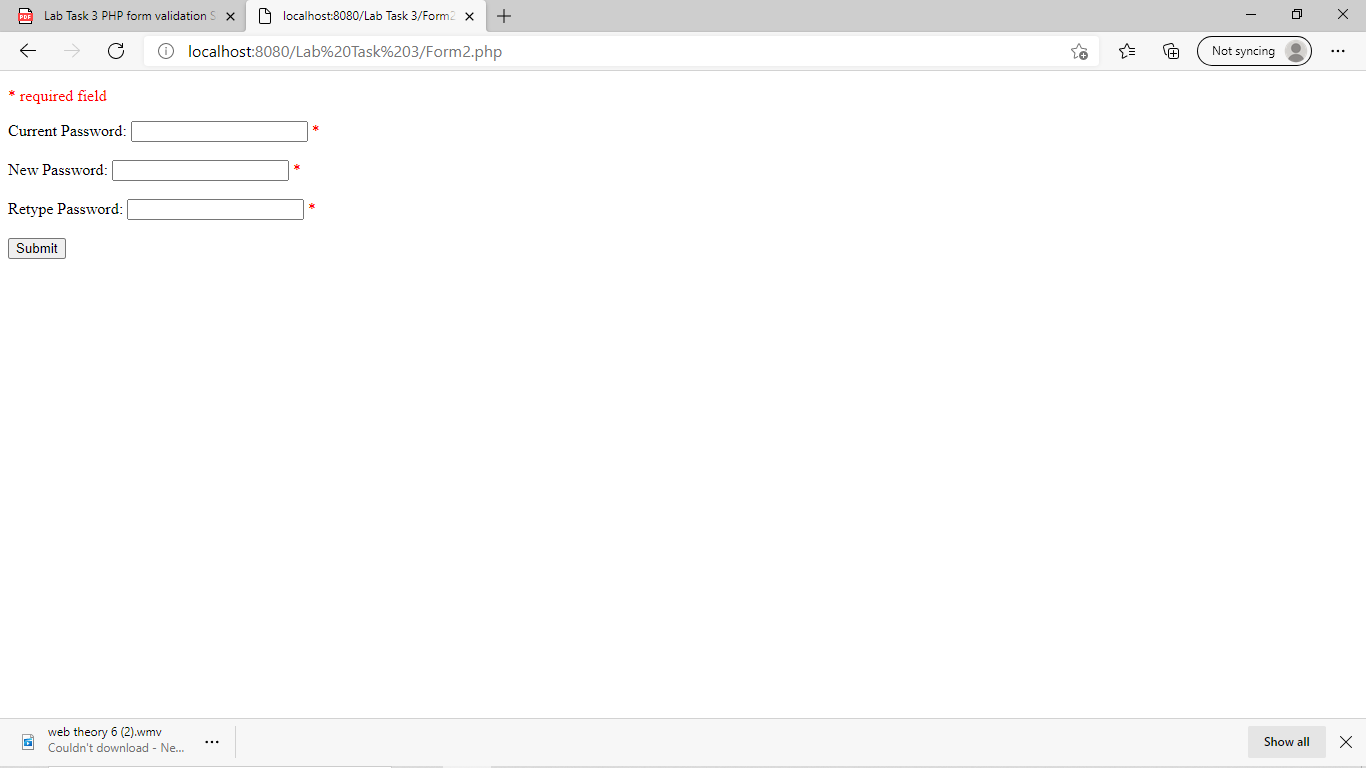 Lab Task 3 PHP form validation S
localhost:8080/Lab Task 3/Form2
localhost:8080/Lab%20Task%203/Form2.php
Not syncing
* required field
Current Password: *
New Password: *
Retype Password: *
Submit
web theory 6 (2).wmv
Couldn't download - Ne...
Show all